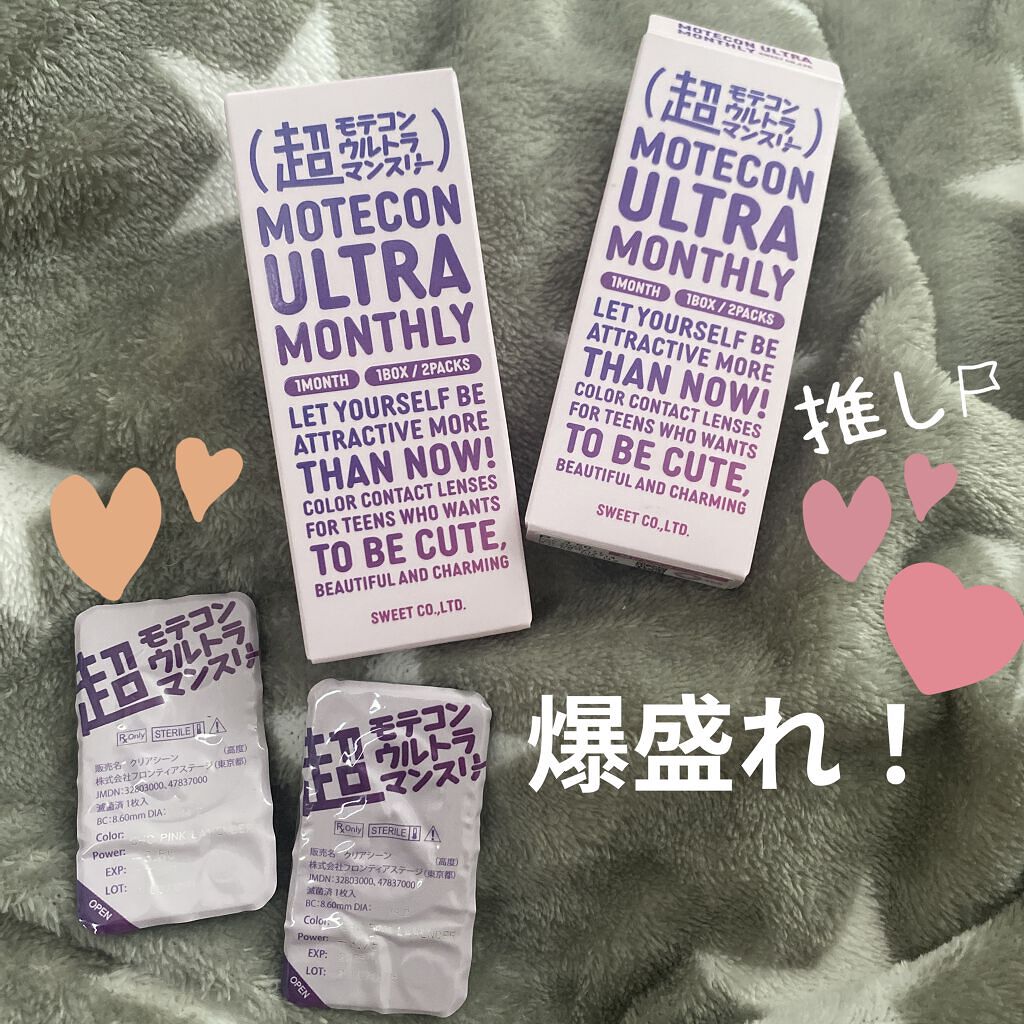 (超モテコン
ウルトラ
マンスリー)
MOTECON
ULTRA
MONTHLY
1MONTH
1BOX / 2PACKS
LET YOURSELF BE
ATTRACTIVE MORE
THAN NOW!
COLOR CONTACT LENSES
FOR TEENS WHO WANTS
TO BE CUTE,
BEAUTIFUL AND CHARMING
SWEET CO.,LTD.
MOTECON ULTRA
MONTHLY
(超モテコン
ウルトラ
マンスリー)
MOTECON
ULTRA
MONTHLY
1MONTH
1BOX / 2PACKS
LET YOURSELF BE
ATTRACTIVE MORE
THAN NOW!
COLOR CONTACT LENSES
FOR TEENS WHO WANTS
TO BE CUTE,
BEAUTIFUL AND CHARMING
SWEET CO.,LTD.
推し
爆盛れ!
超モテコン
ウルトラ
マンスリー
Rx Only STERILE
販売名 クリアシーン (高度)
株式会社フロンティアステージ(東京都)
JMDN:32803000、47837000
滅菌済 1枚入
BC:8.60mm DIA:
Color: PINK LAVENDER
Power:
EXP:
LOT:
OPEN
超モテコン
ウルトラ
マンスリー
Rx Only STERILE
販売名 クリアシーン (高度)
株式会社フロンティアステージ(東京都)
JMDN:32803000、47837000
滅菌済 1枚入
BC:8.60mm DIA:
Color:
Power:
EXP:
LOT:
OPEN